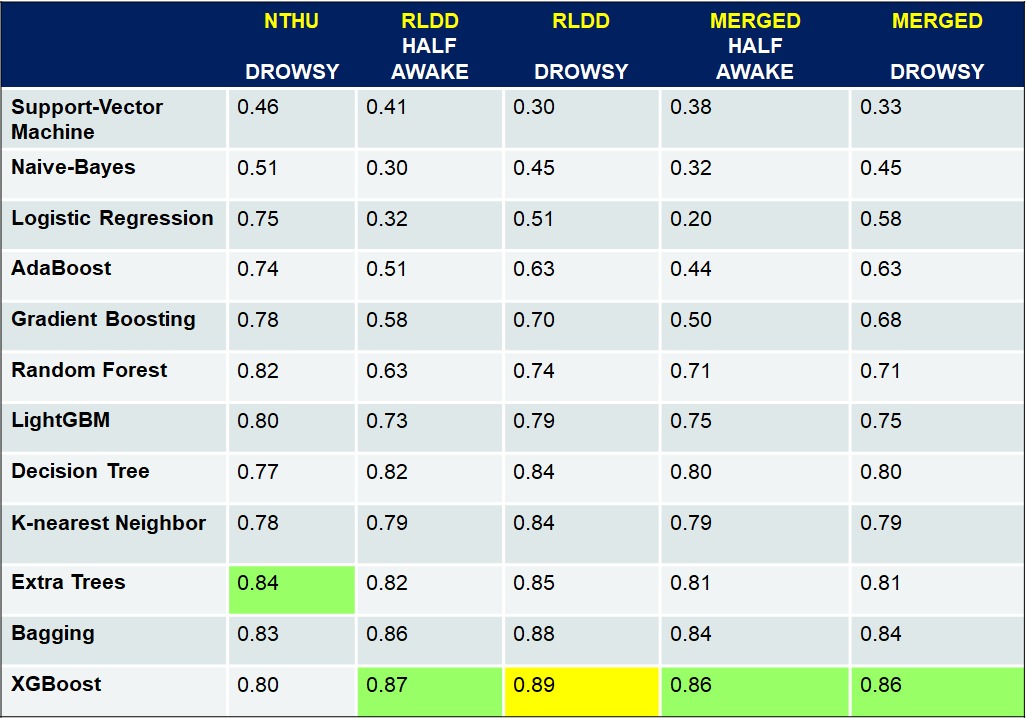 NTHU RLDD RLDD MERGED MERGED
HALF HALF
DROWSY AWAKE DROWSY AWAKE DROWSY
Support-Vector 0.46 0.41 0.30 0.38 0.33
Machine
Naive-Bayes 0.51 0.30 0.45 0.32 0.45
Logistic Regression 0.75 0.32 0.51 0.20 0.58
AdaBoost 0.74 0.51 0.63 0.44 0.63
Gradient Boosting 0.78 0.58 0.70 0.50 0.68
Random Forest 0.82 0.63 0.74 0.71 0.71
LightGBM 0.80 0.73 0.79 0.75 0.75
Decision Tree 0.77 0.82 0.84 0.80 0.80
K-nearest Neighbor 0.78 0.79 0.84 0.79 0.79
Extra Trees 0.84 0.82 0.85 0.81 0.81
Bagging 0.83 0.86 0.88 0.84 0.84
XGBoost 0.80 0.87 0.89 0.86 0.86